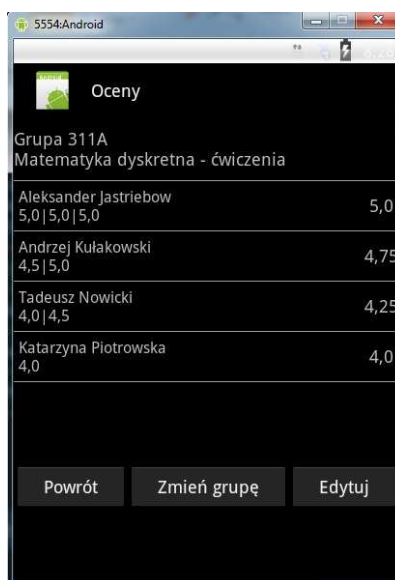 5554:Android
Oceny
Grupa 311A
Matematyka dyskretna - ćwiczenia
Aleksander Jastriebow
5,0|5,0|5,0
5,0
Andrzej Kułakowski
4,5|5,0
4,75
Tadeusz Nowicki
4,0|4,5
4,25
Katarzyna Piotrowska
4,0
4,0
Powrót
Zmień grupę
Edytuj